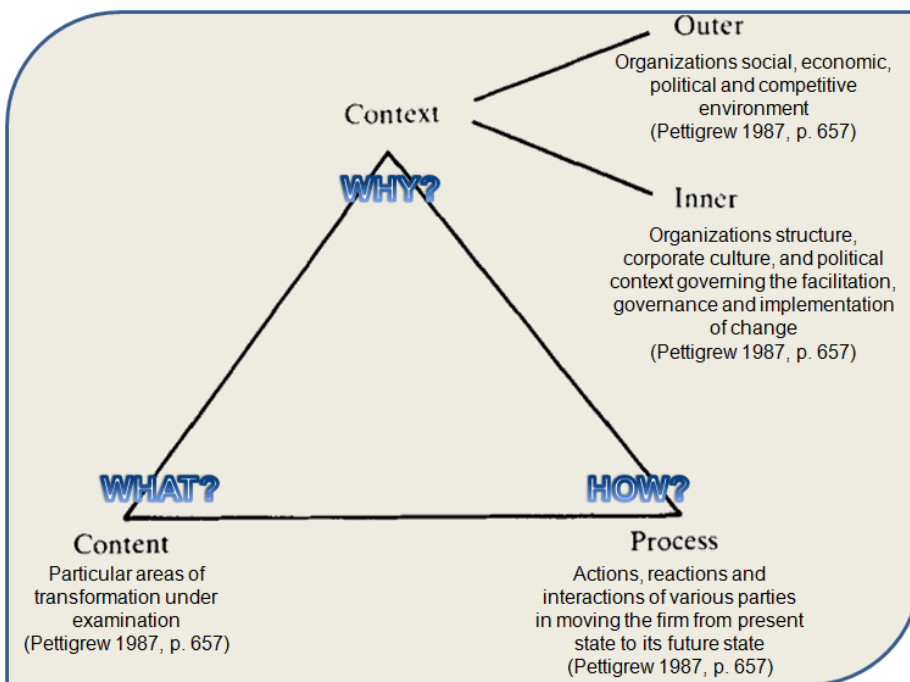 Outer
Organizations social, economic,
political and competitive
environment
(Pettigrew 1987, p. 657)
Context
WHY?
Inner
Organizations structure,
corporate culture, and political
context governing the facilitation,
governance and implementation
of change
(Pettigrew 1987, p. 657)
WHAT?
HOW?
Content
Particular areas of
transformation under
examination
(Pettigrew 1987, p. 657)
Process
Actions, reactions and
interactions of various parties
in moving the firm from present
state to its future state
(Pettigrew 1987, p. 657)